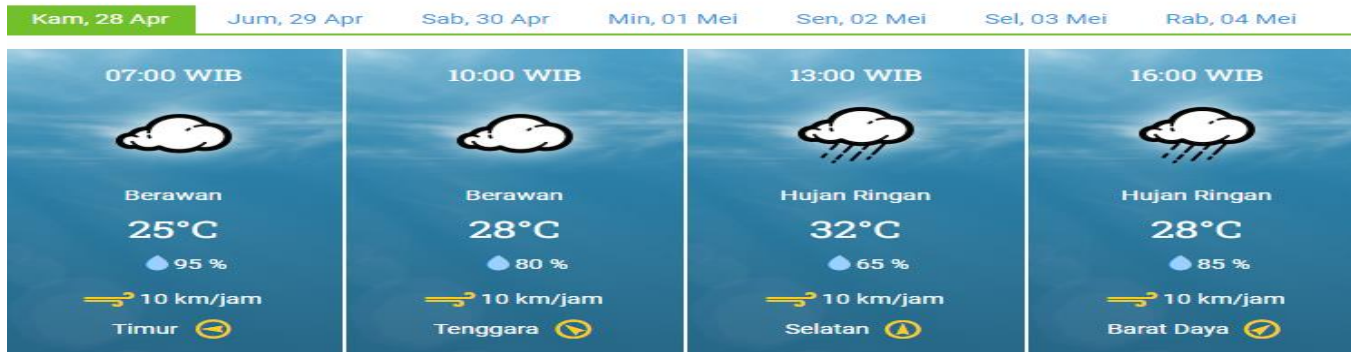 Kam, 28 Apr Jum, 29 Apr Sab, 30 Apr Min, 01 Mei Sen, 02 Mei Sel, 03 Mei Rab, 04 Mei
07:00 WIB
Berawan
25°C
95 %
10 km/jam
Timur
10:00 WIB
Berawan
28°C
80 %
10 km/jam
Tenggara
13:00 WIB
Hujan Ringan
32°C
65 %
10 km/jam
Selatan
16:00 WIB
Hujan Ringan
28°C
85 %
10 km/jam
Barat Daya